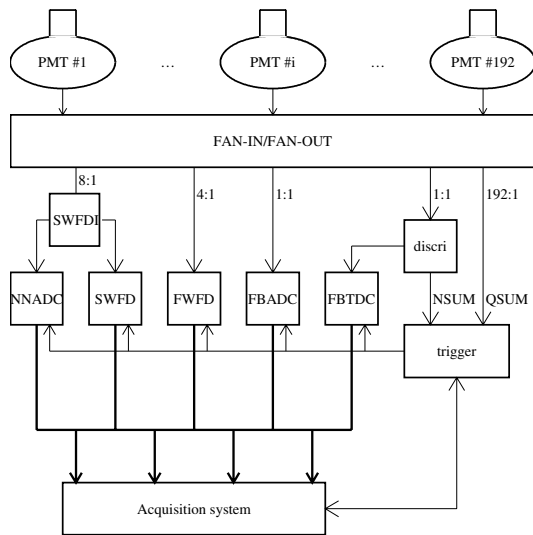 PMT #1
...
PMT #i
...
PMT #192
FAN-IN/FAN-OUT
8:1
4:1
1:1
1:1
192:1
SWFDI
discri
NNADC
SWFD
FWFD
FBADC
FBTDC
NSUM
QSUM
trigger
Acquisition system